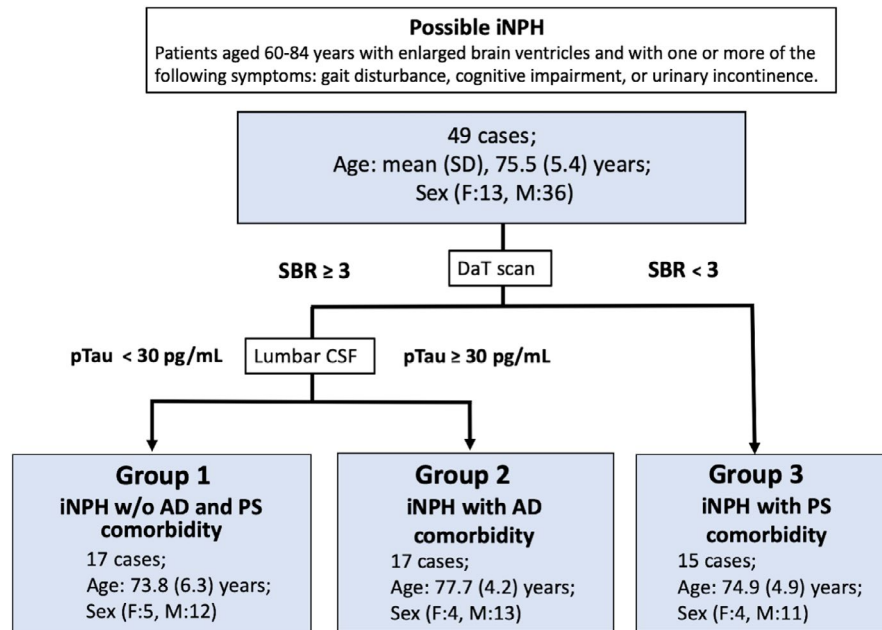 Possible iNPH
Patients aged 60-84 years with enlarged brain ventricles and with one or more of the
following symptoms: gait disturbance, cognitive impairment, or urinary incontinence.
49 cases;
Age: mean (SD), 75.5 (5.4) years;
Sex (F:13, M:36)
SBR ≥ 3
DaT scan
SBR < 3
pTau < 30 pg/mL
Lumbar CSF
pTau ≥ 30 pg/mL
Group 1
iNPH w/o AD and PS
comorbidity
17 cases;
Age: 73.8 (6.3) years;
Sex (F:5, M:12)
Group 2
iNPH with AD
comorbidity
17 cases;
Age: 77.7 (4.2) years;
Sex (F:4, M:13)
Group 3
iNPH with PS
comorbidity
15 cases;
Age: 74.9 (4.9) years;
Sex (F:4, M:11)